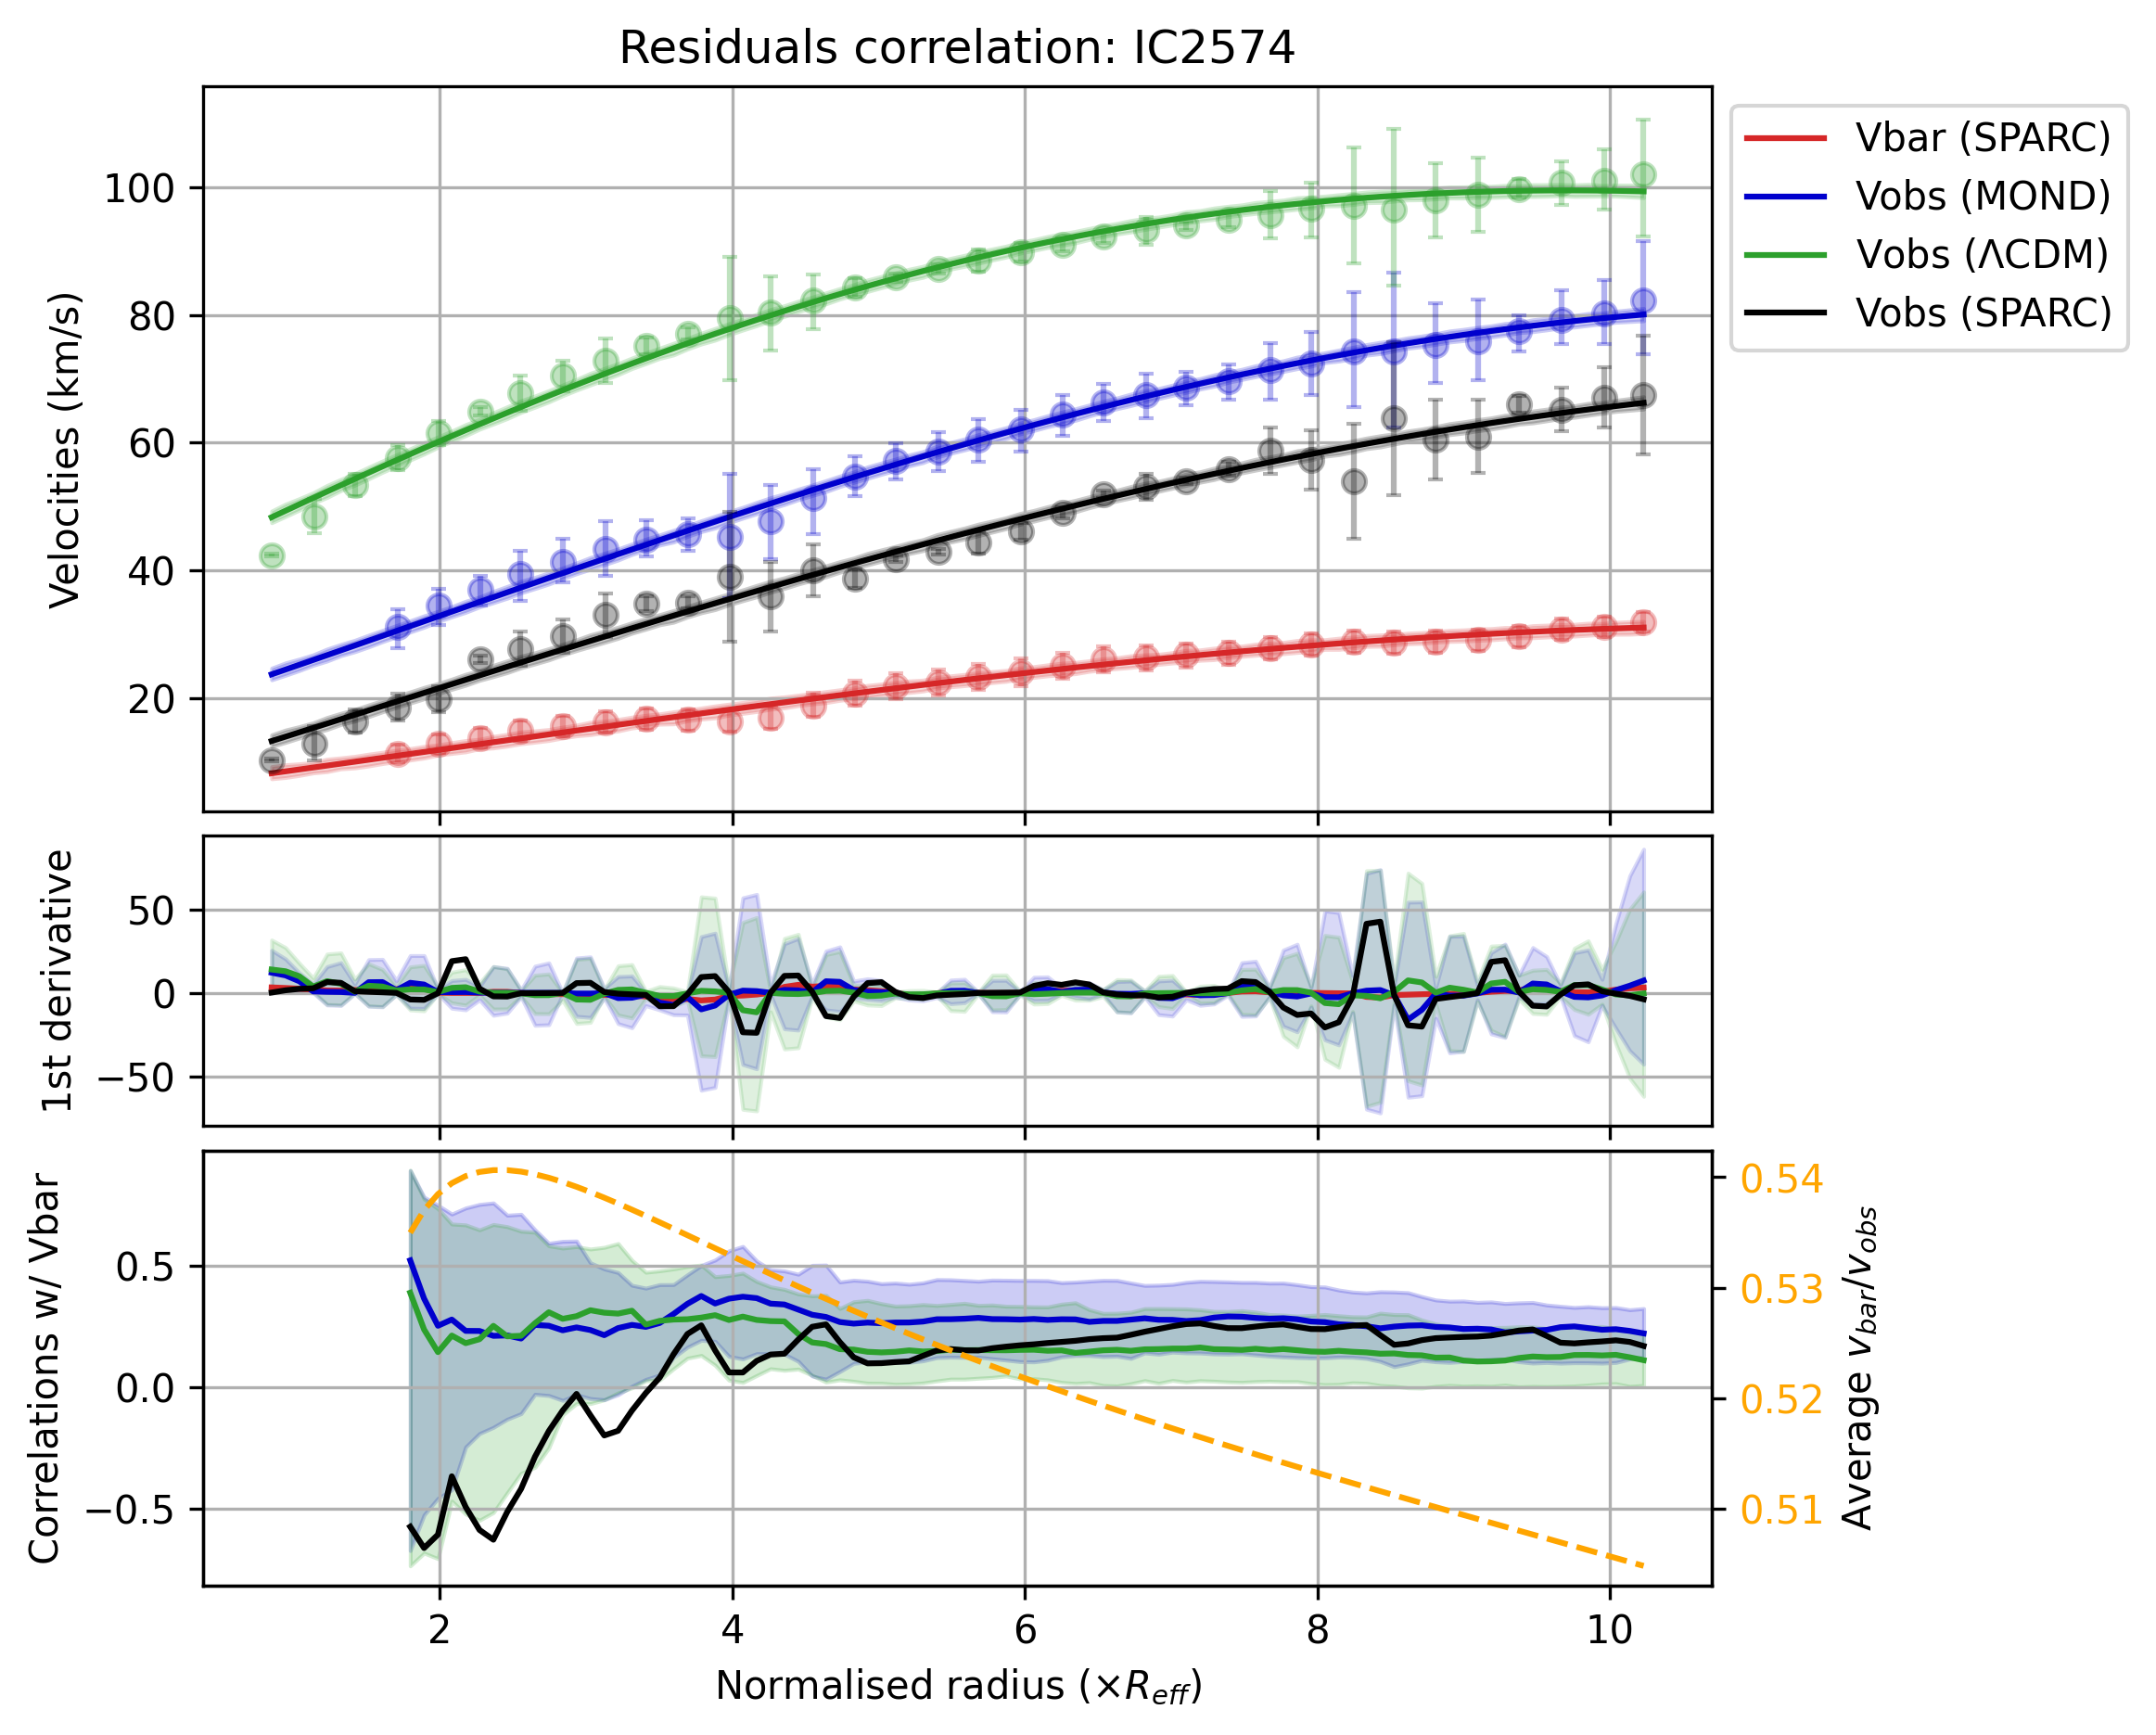 Residuals correlation: IC2574
Velocities (km/s)
100
80
60
40
20
Vbar (SPARC)
Vobs (MOND)
Vobs (ΛCDM)
Vobs (SPARC)
1st derivative
50
0
−50
Correlations w/ Vbar
0.5
0.0
−0.5
0.54
0.53
0.52
0.51
Average v_bar/v_obs
2 4 6 8 10
Normalised radius (×R_eff)